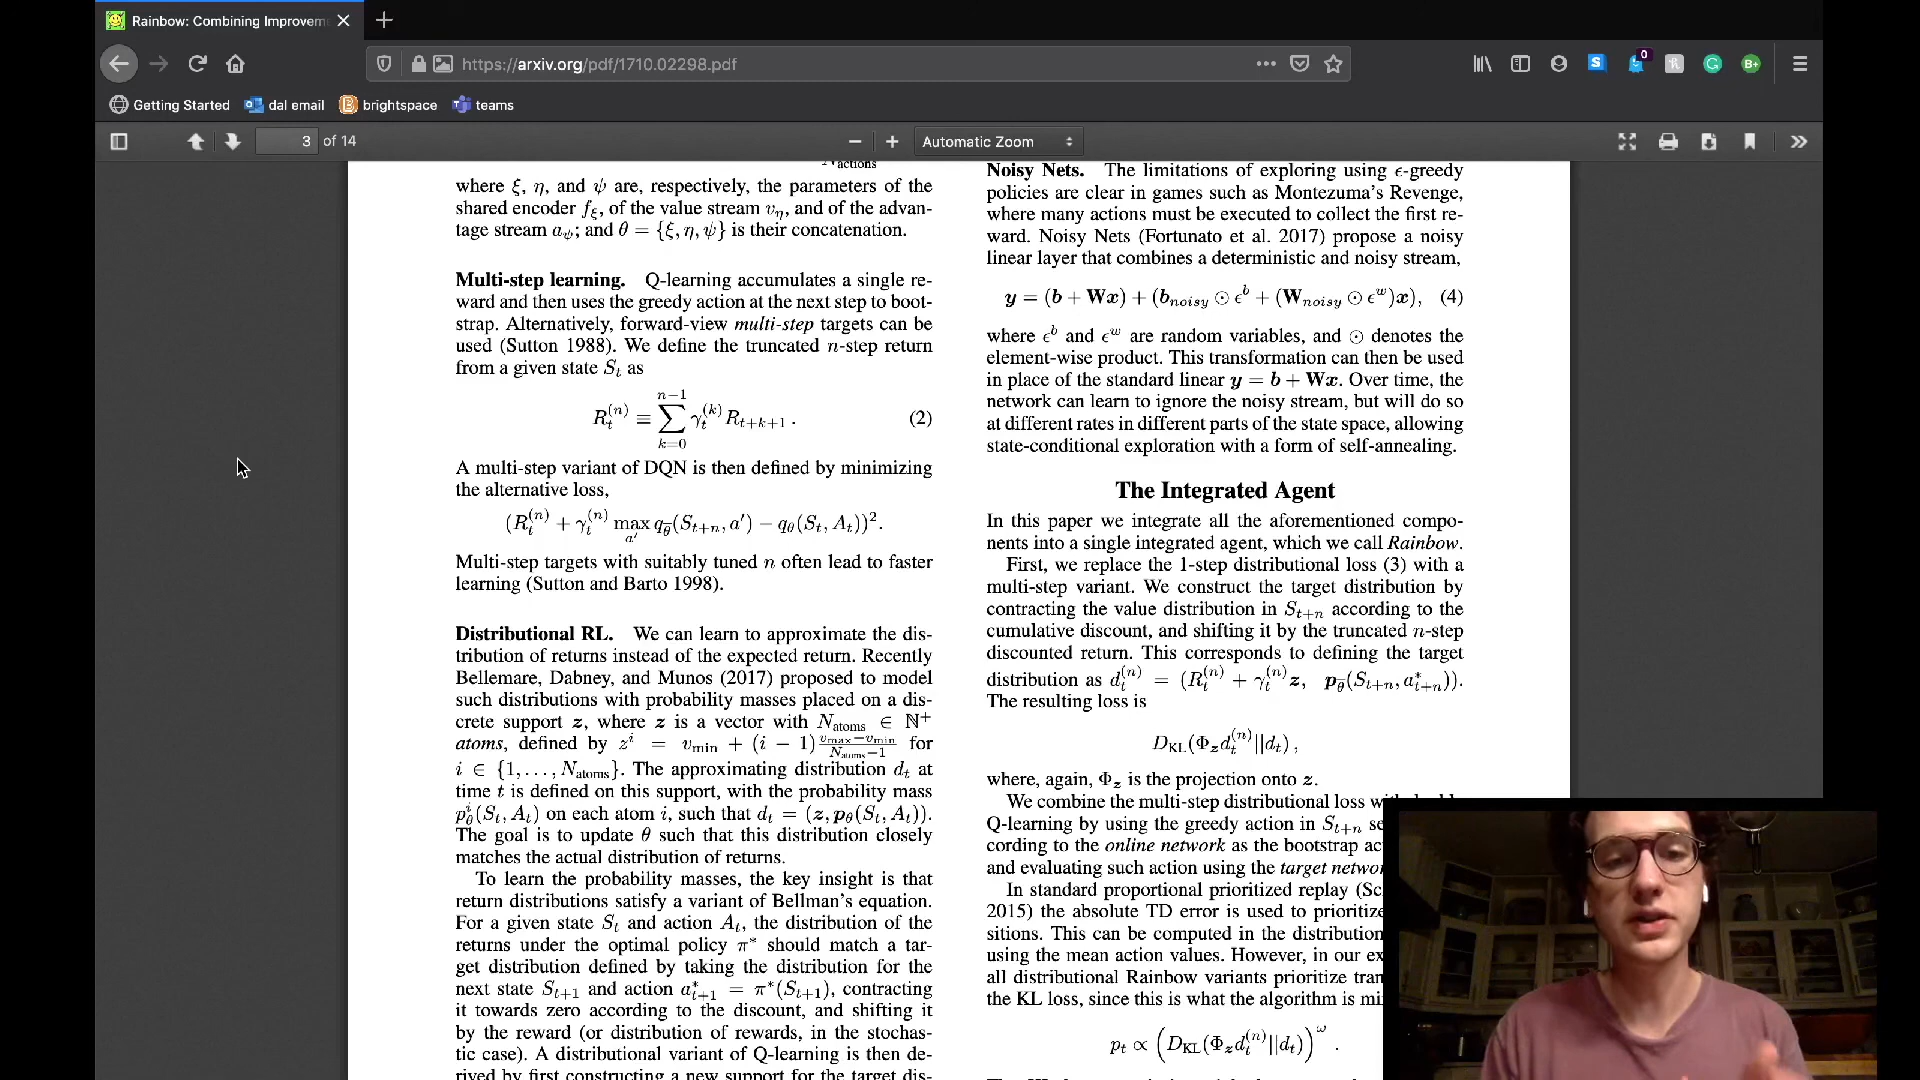 Rainbow: Combining Improvem
https://arxiv.org/pdf/1710.02298.pdf
0
Getting Started
dal email
brightspace
teams
3 of 14
Automatic Zoom
actions
where ξ, η, and ψ are, respectively, the parameters of the
shared encoder f_ξ, of the value stream v_η, and of the advan-
tage stream a_ψ; and θ = {ξ, η, ψ} is their concatenation.
Multi-step learning. Q-learning accumulates a single re-
ward and then uses the greedy action at the next step to boot-
strap. Alternatively, forward-view multi-step targets can be
used (Sutton 1988). We define the truncated n-step return
from a given state S_t as
R_t^(n) ≡ ∑_{k=0}^{n−1} γ_t^(k) R_{t+k+1} . (2)
A multi-step variant of DQN is then defined by minimizing
the alternative loss,
(R_t^(n) + γ_t^(n) max_{a′} q_θ̄(S_{t+n}, a′) − q_θ(S_t, A_t))².
Multi-step targets with suitably tuned n often lead to faster
learning (Sutton and Barto 1998).
Distributional RL. We can learn to approximate the dis-
tribution of returns instead of the expected return. Recently
Bellemare, Dabney, and Munos (2017) proposed to model
such distributions with probability masses placed on a dis-
crete support z, where z is a vector with N_atoms ∈ ℕ⁺
atoms, defined by z^i = v_min + (i − 1) (v_max − v_min)/(N_atoms − 1) for
i ∈ {1, . . . , N_atoms}. The approximating distribution d_t at
time t is defined on this support, with the probability mass
p_θ^i(S_t, A_t) on each atom i, such that d_t = (z, p_θ(S_t, A_t)).
The goal is to update θ such that this distribution closely
matches the actual distribution of returns.
To learn the probability masses, the key insight is that
return distributions satisfy a variant of Bellman's equation.
For a given state S_t and action A_t, the distribution of the
returns under the optimal policy π* should match a tar-
get distribution defined by taking the distribution for the
next state S_{t+1} and action a*_{t+1} = π*(S_{t+1}), contracting
it towards zero according to the discount, and shifting it
by the reward (or distribution of rewards, in the stochas-
tic case). A distributional variant of Q-learning is then de-
rived by first constructing a new support for the target dis-
Noisy Nets. The limitations of exploring using ϵ-greedy
policies are clear in games such as Montezuma's Revenge,
where many actions must be executed to collect the first re-
ward. Noisy Nets (Fortunato et al. 2017) propose a noisy
linear layer that combines a deterministic and noisy stream,
y = (b + Wx) + (b_noisy ⊙ ϵ^b + (W_noisy ⊙ ϵ^w)x), (4)
where ϵ^b and ϵ^w are random variables, and ⊙ denotes the
element-wise product. This transformation can then be used
in place of the standard linear y = b + Wx. Over time, the
network can learn to ignore the noisy stream, but will do so
at different rates in different parts of the state space, allowing
state-conditional exploration with a form of self-annealing.
The Integrated Agent
In this paper we integrate all the aforementioned compo-
nents into a single integrated agent, which we call Rainbow.
First, we replace the 1-step distributional loss (3) with a
multi-step variant. We construct the target distribution by
contracting the value distribution in S_{t+n} according to the
cumulative discount, and shifting it by the truncated n-step
discounted return. This corresponds to defining the target
distribution as d_t^(n) = (R_t^(n) + γ_t^(n) z, p_θ̄(S_{t+n}, a*_{t+n})).
The resulting loss is
D_KL(Φ_z d_t^(n) || d_t) ,
where, again, Φ_z is the projection onto z.
We combine the multi-step distributional loss
Q-learning by using the greedy action in S_{t+n} se
cording to the online network as the bootstrap ac
and evaluating such action using the target networ
In standard proportional prioritized replay (Sc
2015) the absolute TD error is used to prioritize
sitions. This can be computed in the distribution
using the mean action values. However, in our ex
all distributional Rainbow variants prioritize tran
the KL loss, since this is what the algorithm is mi
p_t ∝ (D_KL(Φ_z d_t^(n) || d_t))^ω .